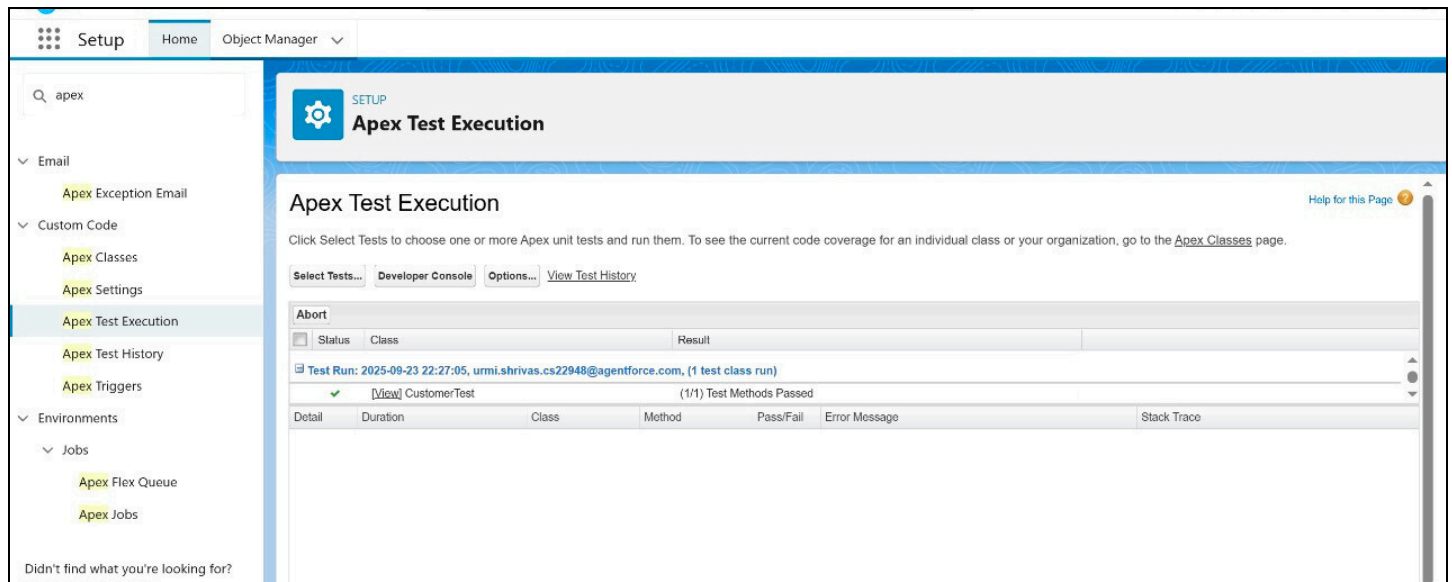 Setup Home Object Manager
apex
Email
Apex Exception Email
Custom Code
Apex Classes
Apex Settings
Apex Test Execution
Apex Test History
Apex Triggers
Environments
Jobs
Apex Flex Queue
Apex Jobs
Didn't find what you're looking for?
SETUP
Apex Test Execution
Apex Test Execution
Help for this Page ?
Click Select Tests to choose one or more Apex unit tests and run them. To see the current code coverage for an individual class or your organization, go to the Apex Classes page.
Select Tests... Developer Console Options... View Test History
Abort
Status Class Result
Test Run: 2025-09-23 22:27:05, urmi.shrivas.cs22948@agentforce.com, (1 test class run)
[View] CustomerTest (1/1) Test Methods Passed
Detail Duration Class Method Pass/Fail Error Message Stack Trace